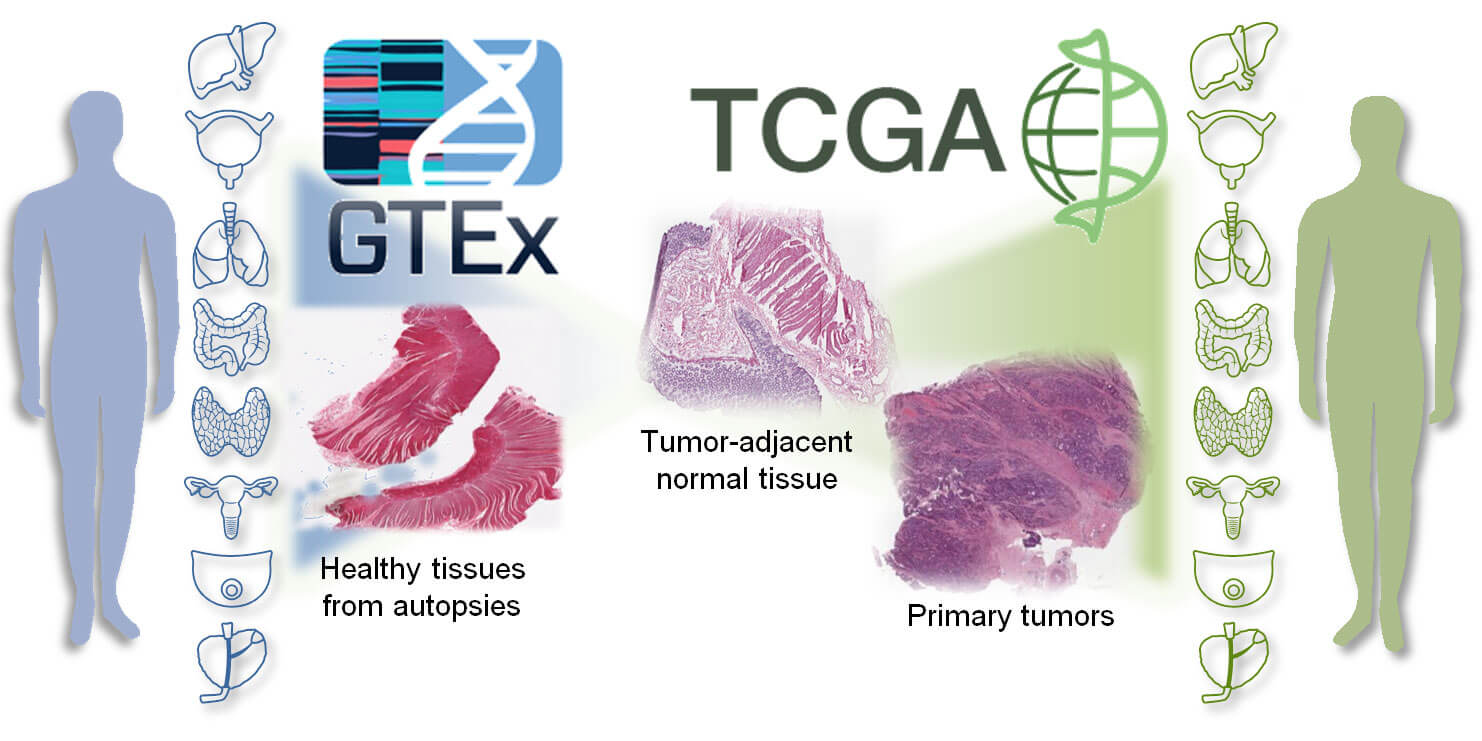 GTEx
TCGA
Tumor-adjacent
normal tissue
Healthy tissues
from autopsies
Primary tumors